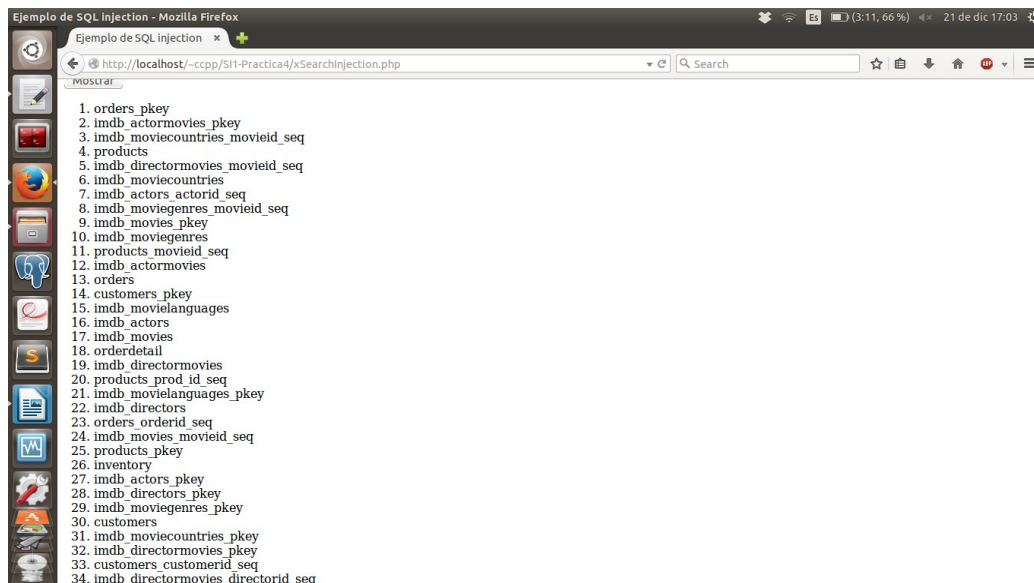 Ejemplo de SQL injection - Mozilla Firefox
Es (3:11, 66 %) 21 de dic 17:03
Ejemplo de SQL injection ×
http://localhost/~ccpp/SI1-Practica4/xSearchInjection.php
Search
ABP
Mostrar
1. orders_pkey
2. imdb_actormovies_pkey
3. imdb_moviecountries_movieid_seq
4. products
5. imdb_directormovies_movieid_seq
6. imdb_moviecountries
7. imdb_actors_actorid_seq
8. imdb_moviegenres_movieid_seq
9. imdb_movies_pkey
10. imdb_moviegenres
11. products_movieid_seq
12. imdb_actormovies
13. orders
14. customers_pkey
15. imdb_movielanguages
16. imdb_actors
17. imdb_movies
18. orderdetail
19. imdb_directormovies
20. products_prod_id_seq
21. imdb_movielanguages_pkey
22. imdb_directors
23. orders_orderid_seq
24. imdb_movies_movieid_seq
25. products_pkey
26. inventory
27. imdb_actors_pkey
28. imdb_directors_pkey
29. imdb_moviegenres_pkey
30. customers
31. imdb_moviecountries_pkey
32. imdb_directormovies_pkey
33. customers_customerid_seq
34. imdb_directormovies_directorid_seq